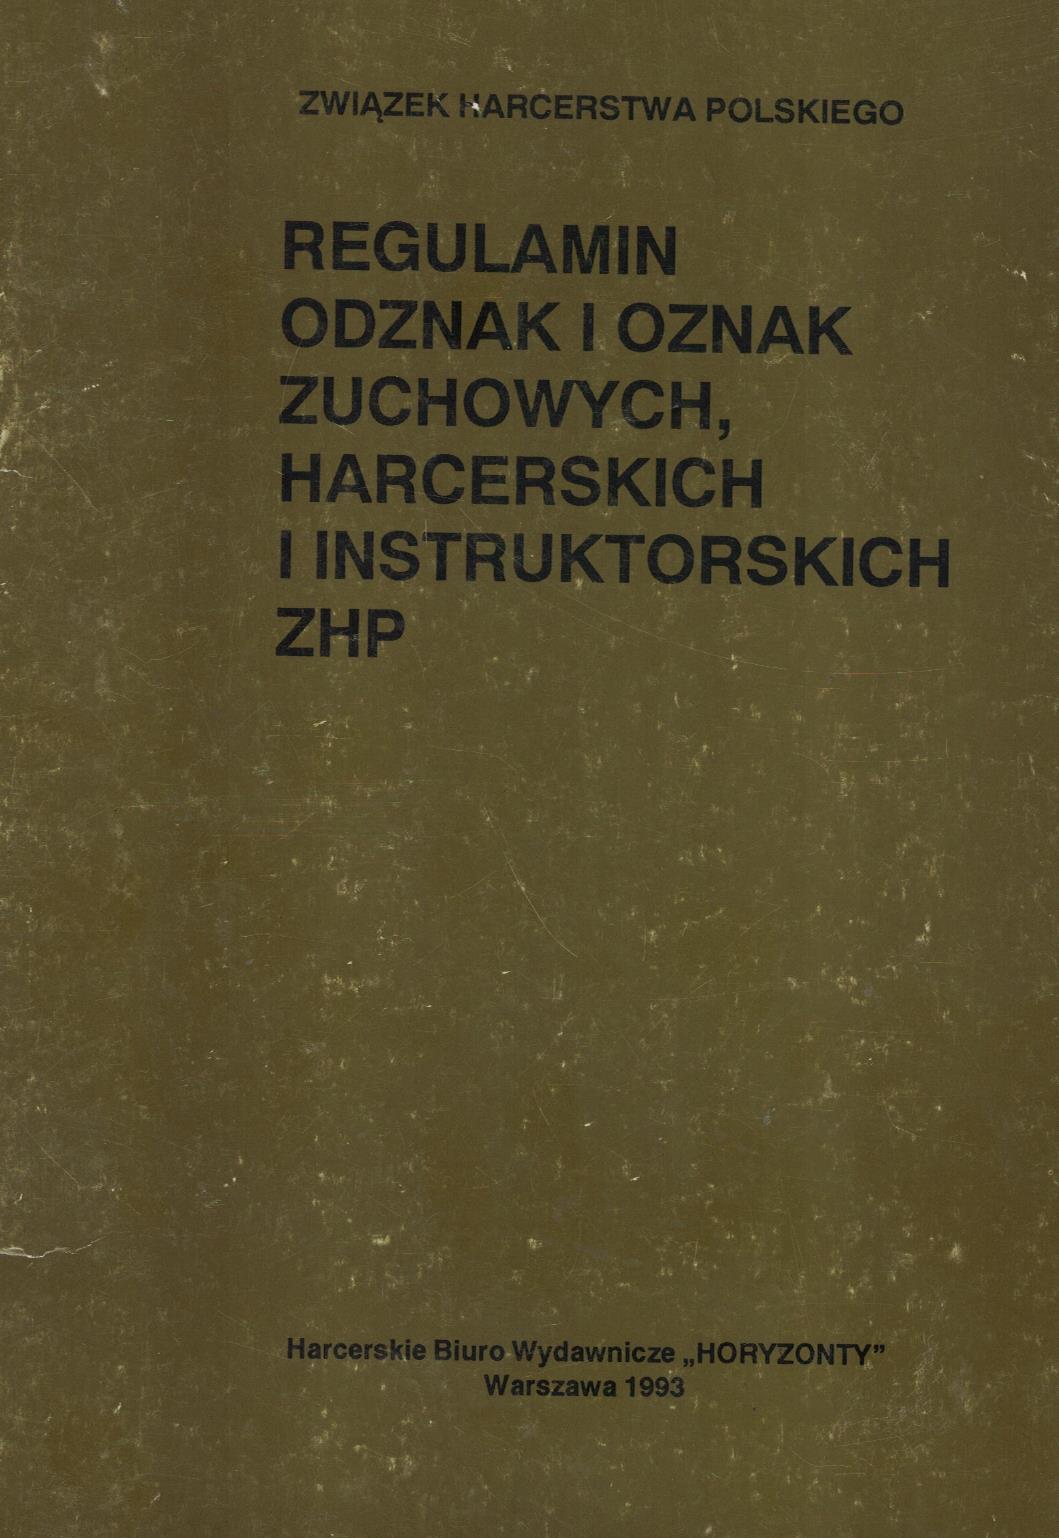 ZWIĄZEK HARCERSTWA POLSKIEGO
REGULAMIN
ODZNAK I OZNAK
ZUCHOWYCH,
HARCERSKICH
I INSTRUKTORSKICH
ZHP
Harcerskie Biuro Wydawnicze „HORYZONTY”
Warszawa 1993